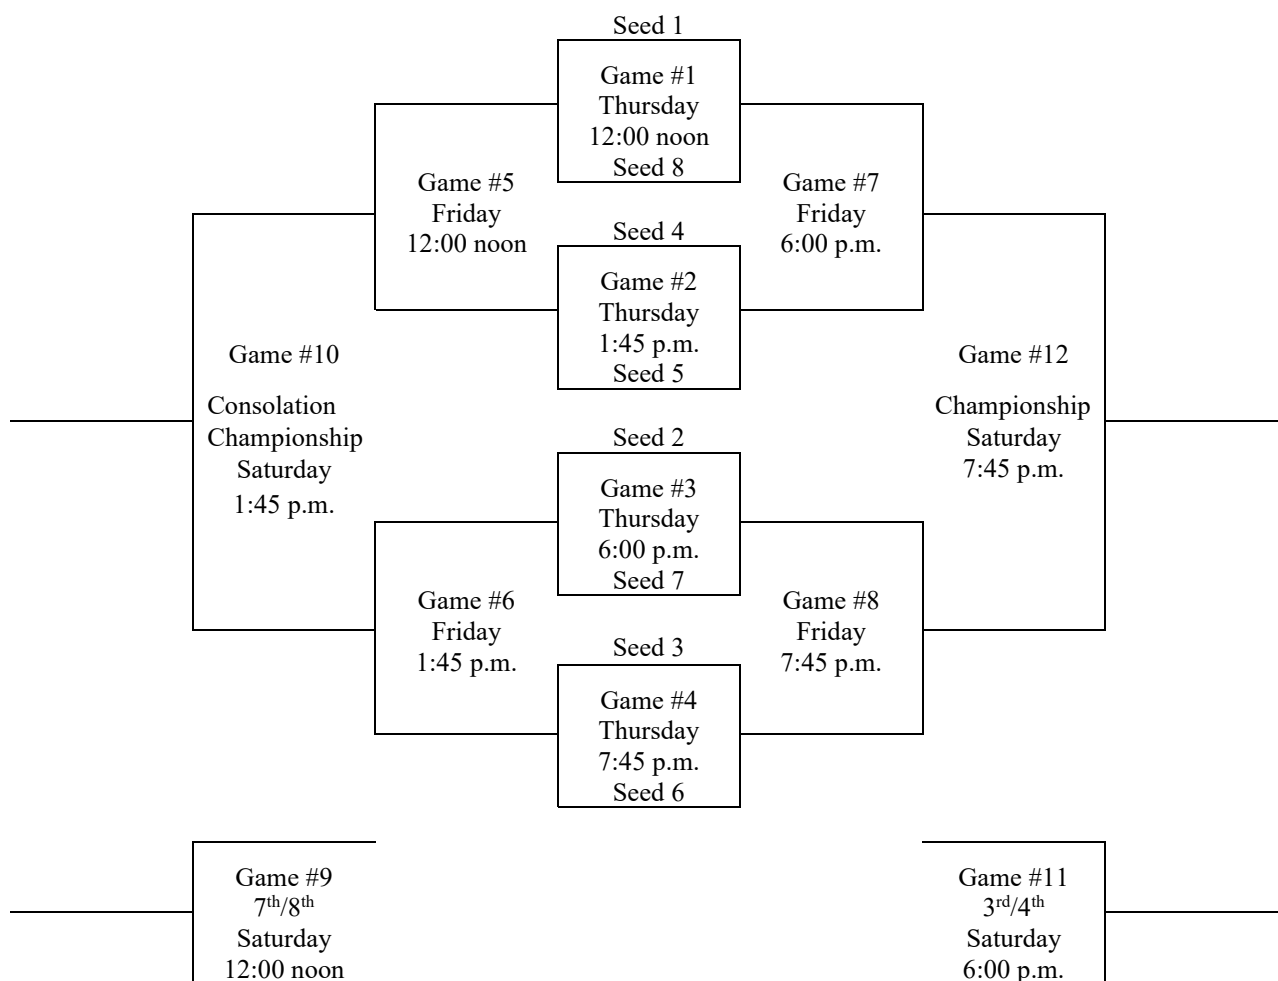 Seed 1
Game #1
Thursday
12:00 noon
Seed 8
Game #5
Friday
12:00 noon
Game #7
Friday
6:00 p.m.
Seed 4
Game #2
Thursday
1:45 p.m.
Seed 5
Game #10
Consolation
Championship
Saturday
1:45 p.m.
Game #12
Championship
Saturday
7:45 p.m.
Seed 2
Game #3
Thursday
6:00 p.m.
Seed 7
Game #6
Friday
1:45 p.m.
Game #8
Friday
7:45 p.m.
Seed 3
Game #4
Thursday
7:45 p.m.
Seed 6
Game #9
7th/8th
Saturday
12:00 noon
Game #11
3rd/4th
Saturday
6:00 p.m.